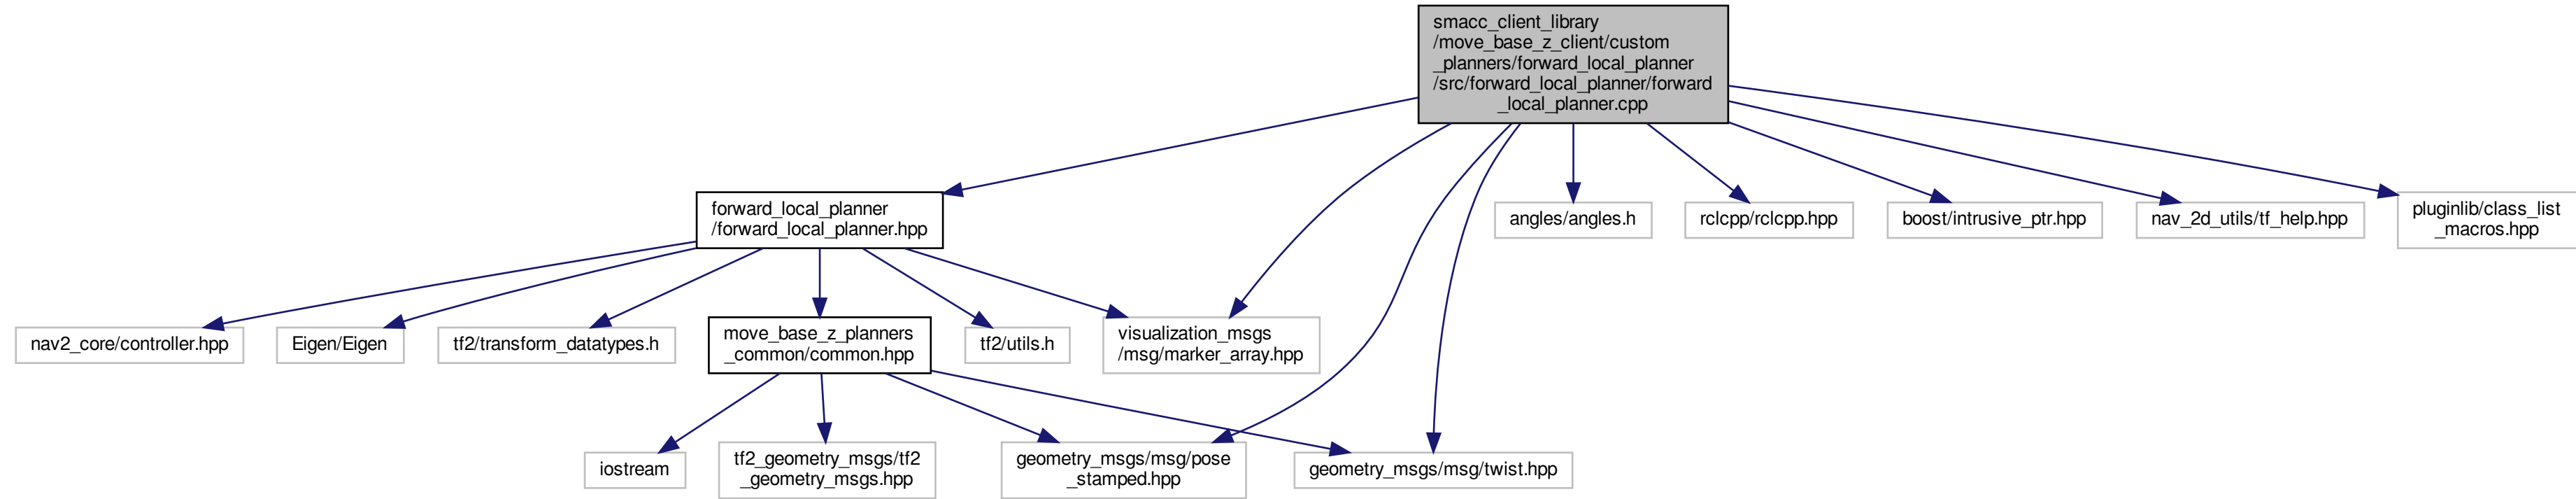 smacc_client_library
/move_base_z_client/custom
_planners/forward_local_planner
/src/forward_local_planner/forward
_local_planner.cpp
forward_local_planner
/forward_local_planner.hpp
angles/angles.h
rclcpp/rclcpp.hpp
boost/intrusive_ptr.hpp
nav_2d_utils/tf_help.hpp
pluginlib/class_list
_macros.hpp
nav2_core/controller.hpp
Eigen/Eigen
tf2/transform_datatypes.h
move_base_z_planners
_common/common.hpp
tf2/utils.h
visualization_msgs
/msg/marker_array.hpp
iostream
tf2_geometry_msgs/tf2
_geometry_msgs.hpp
geometry_msgs/msg/pose
_stamped.hpp
geometry_msgs/msg/twist.hpp